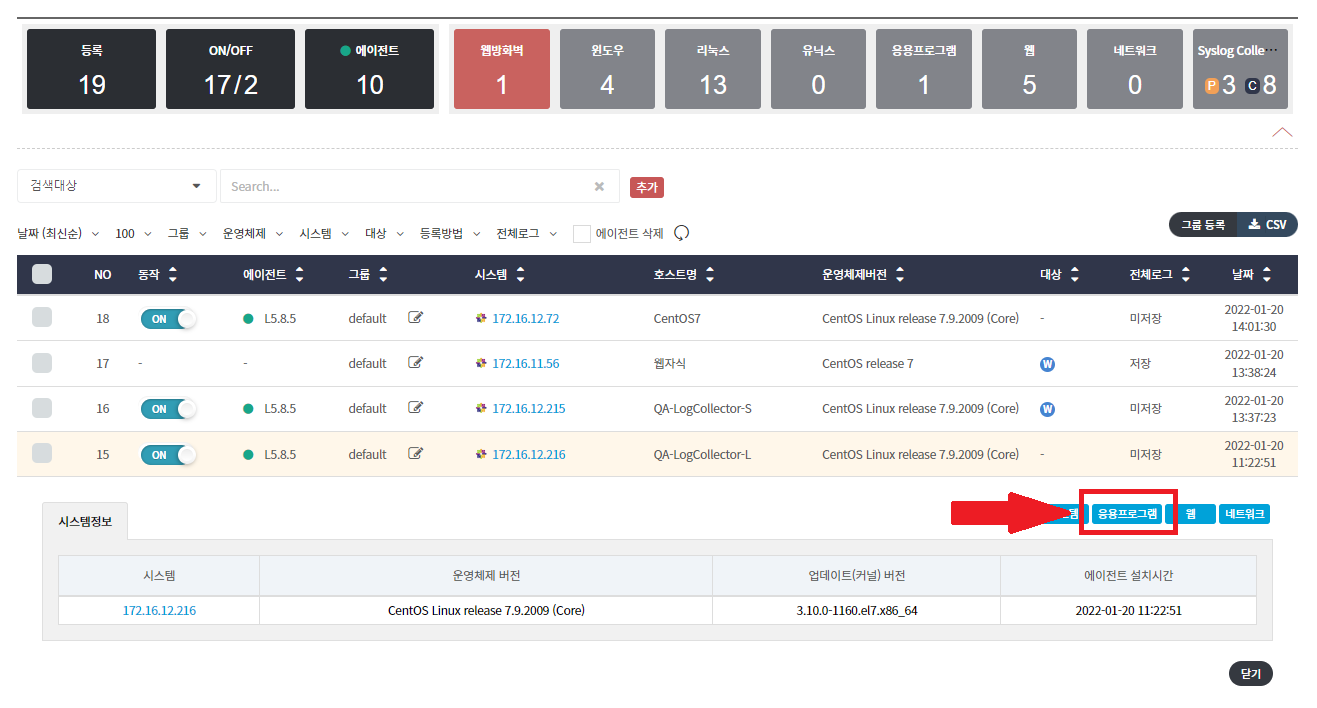 등록 ON/OFF 에이전트 웹방화벽 윈도우 리눅스 유닉스 응용프로그램 웹 네트워크 Syslog Colle···
19 17/2 10 1 4 13 0 1 5 0 P 3 C 8
검색대상 Search... 추가
날짜 (최신순) 100 그룹 운영체제 시스템 대상 등록방법 전체로그 에이전트 삭제 그룹 등록 CSV
NO 동작 에이전트 그룹 시스템 호스트명 운영체제버전 대상 전체로그 날짜
18 ON L5.8.5 default 172.16.12.72 CentOS7 CentOS Linux release 7.9.2009 (Core) - 미저장 2022-01-20
14:01:30
17 - - default 172.16.11.56 웹자식 CentOS release 7 W 저장 2022-01-20
13:38:24
16 ON L5.8.5 default 172.16.12.215 QA-LogCollector-S CentOS Linux release 7.9.2009 (Core) W 미저장 2022-01-20
13:37:23
15 ON L5.8.5 default 172.16.12.216 QA-LogCollector-L CentOS Linux release 7.9.2009 (Core) - 미저장 2022-01-20
11:22:51
시스템정보 응용프로그램 웹 네트워크
시스템 운영체제 버전 업데이트(커널) 버전 에이전트 설치시간
172.16.12.216 CentOS Linux release 7.9.2009 (Core) 3.10.0-1160.el7.x86_64 2022-01-20 11:22:51
닫기